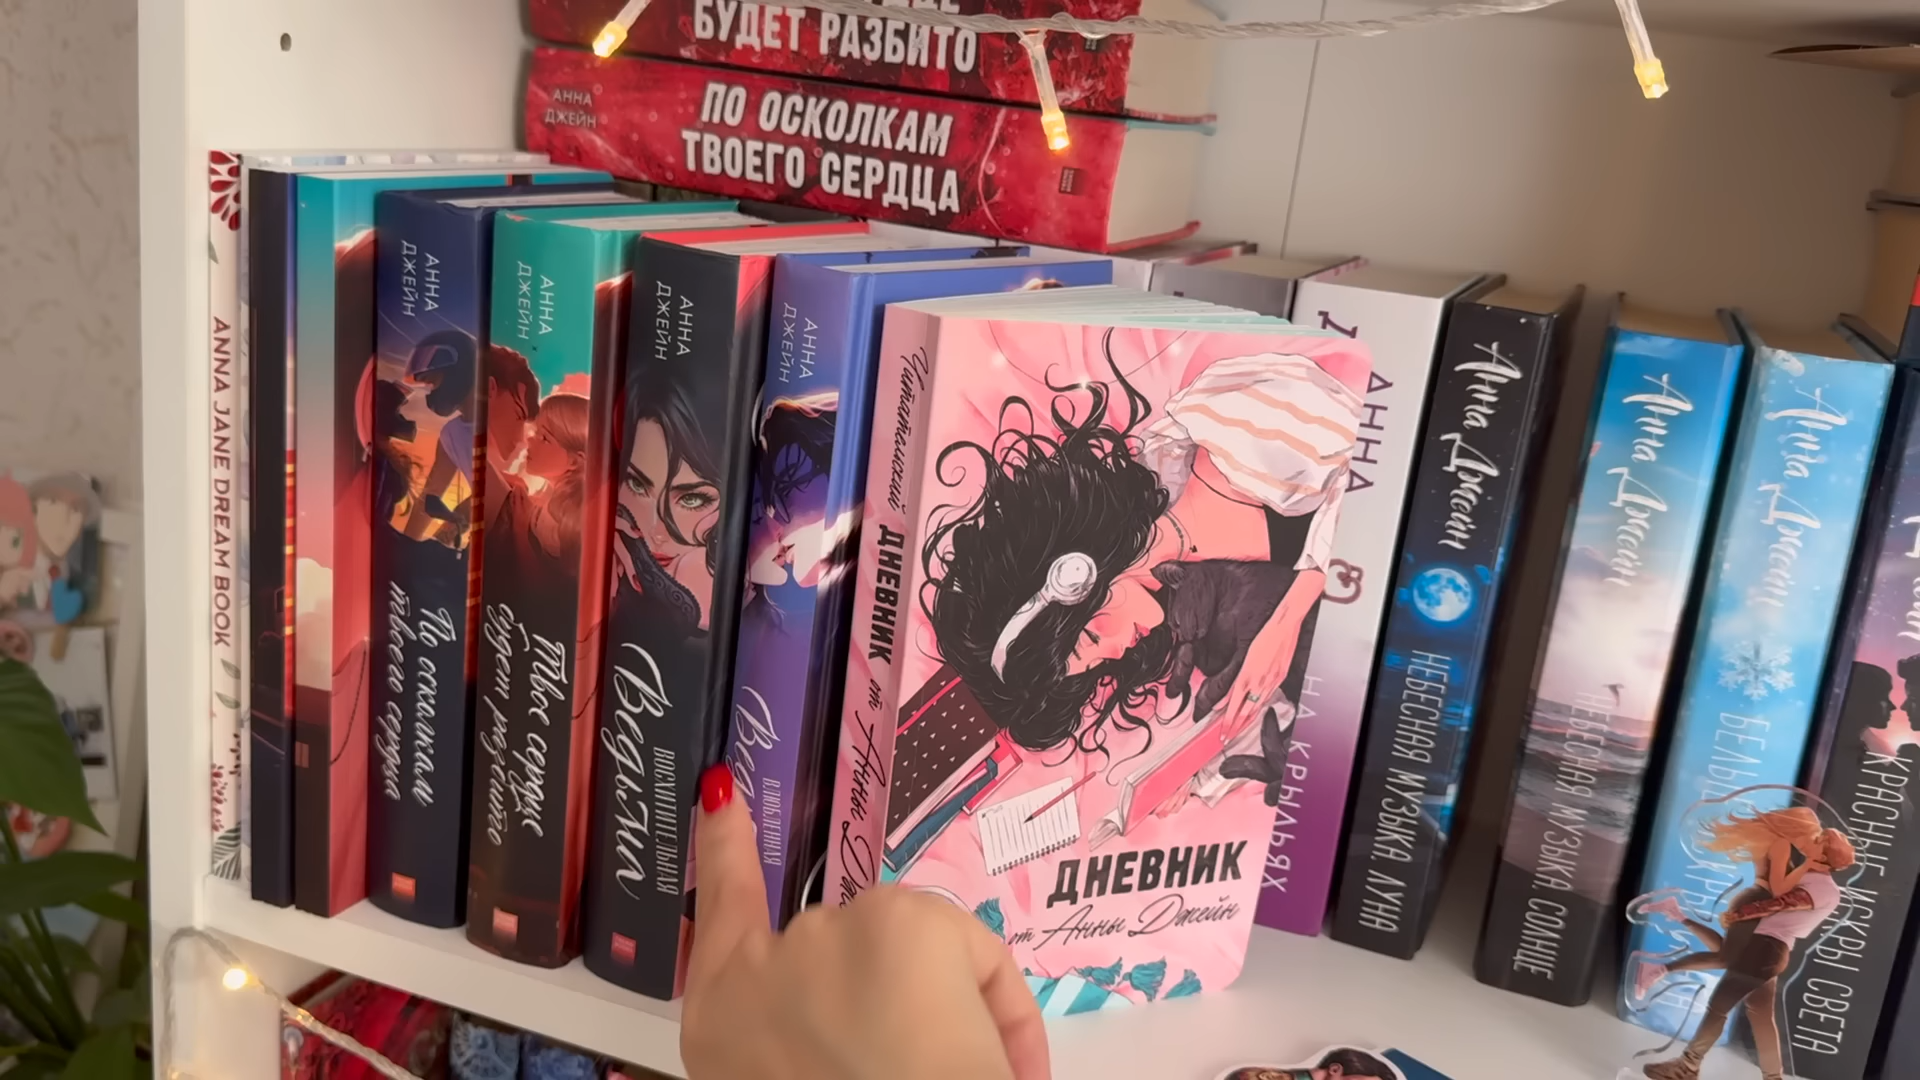 БУДЕТ РАЗБИТО
АННА
ДЖЕЙН
ПО ОСКОЛКАМ
ТВОЕГО СЕРДЦА
ANNA JANE DREAM BOOK
АННА
ДЖЕЙН
По осколкам
твоего сердца
АННА
ДЖЕЙН
Твое сердце
будет разбито
АННА
ДЖЕЙН
Ведьма
ВОСХИТИТЕЛЬНАЯ
АННА
ДЖЕЙН
ВЛЮБЛЕННАЯ
Читательский ДНЕВНИК от Анны
ДНЕВНИК
от Анны Джейн
АННА
НА КРЫЛЬЯХ
Анна Джейн
НЕБЕСНАЯ МУЗЫКА. ЛУНА
Анна Джейн
НЕБЕСНАЯ МУЗЫКА. СОЛНЦЕ
Анна Джейн
КРАСНЫЕ ИСКРЫ СВЕТА